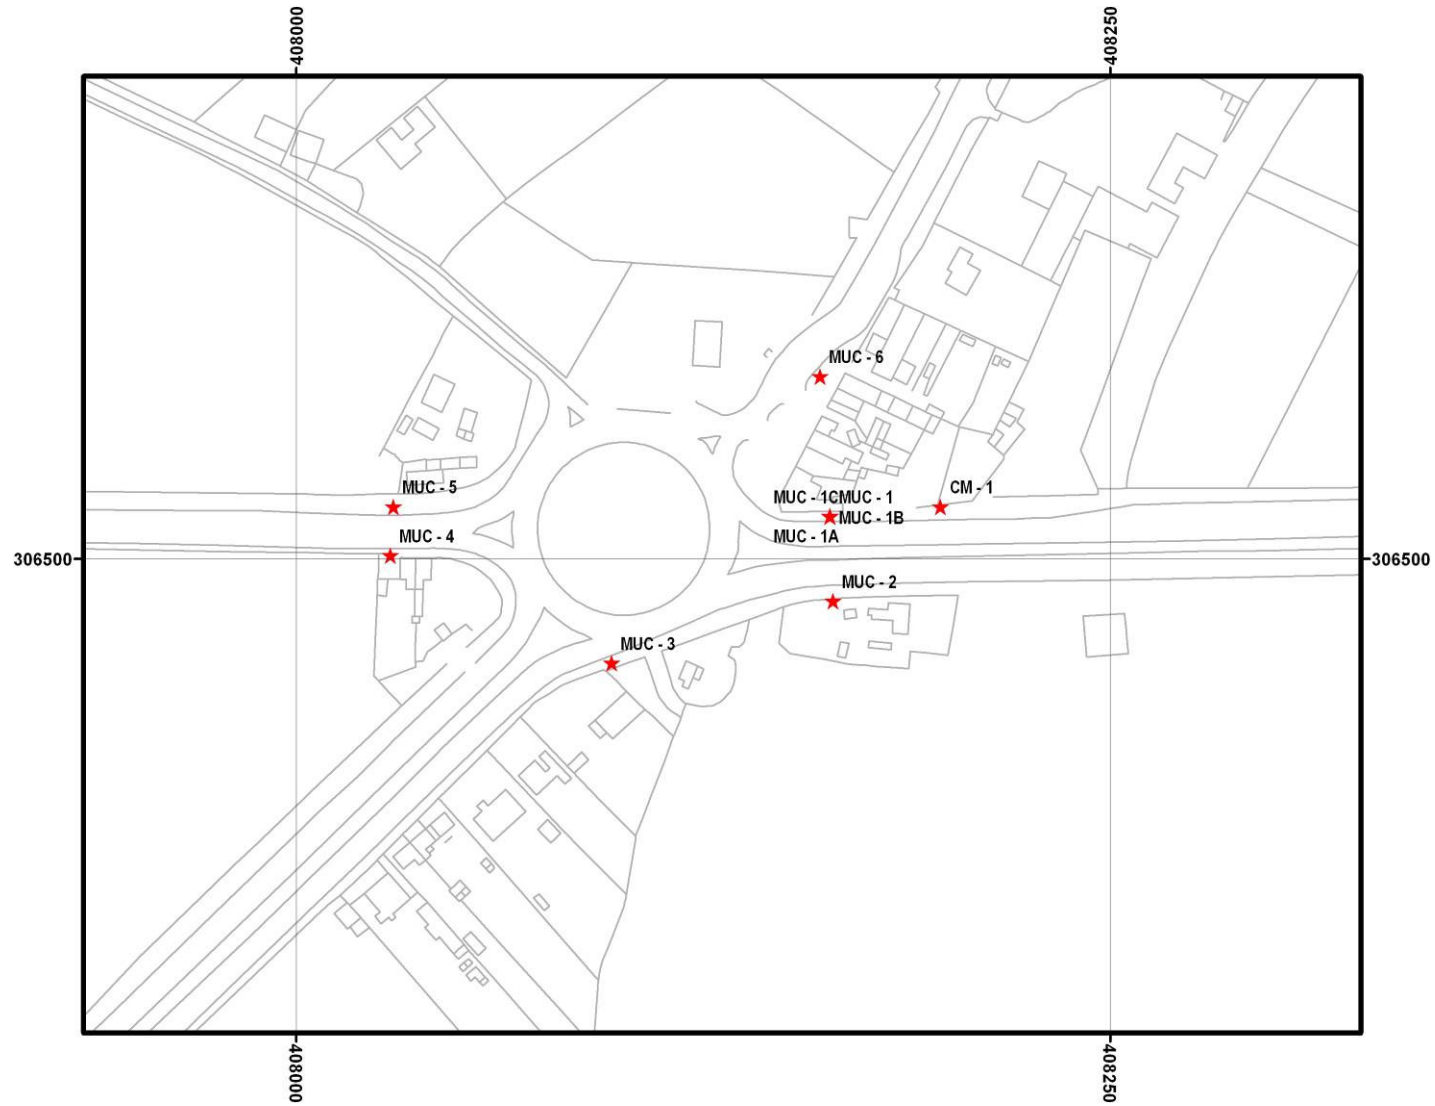 408000
408250
MUC - 6
MUC - 5
MUC - 1CMUC - 1
CM - 1
MUC - 1B
MUC - 4
MUC - 1A
306500
306500
MUC - 2
MUC - 3
408000
408250